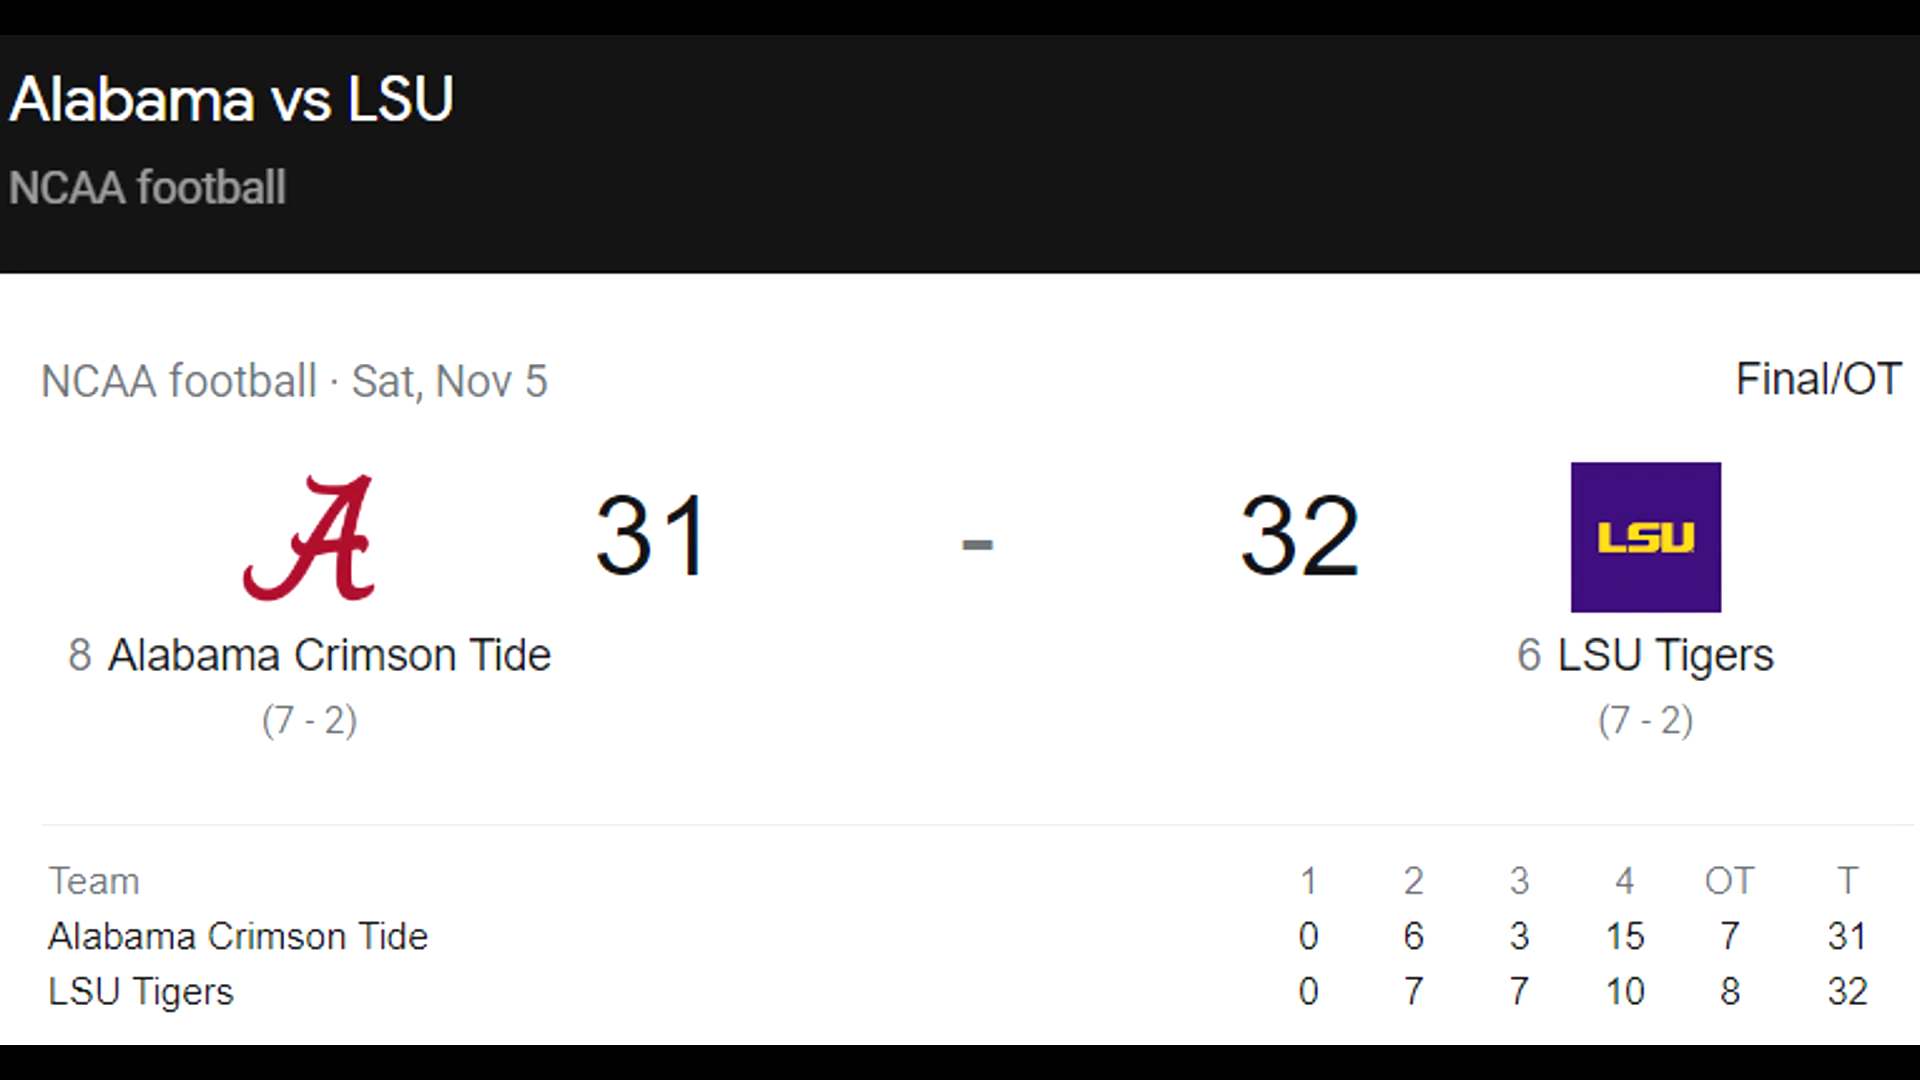 Alabama vs LSU
NCAA football
NCAA football · Sat, Nov 5
Final/OT
A
31 - 32
LSU
8 Alabama Crimson Tide
6 LSU Tigers
(7 - 2)
(7 - 2)
Team 1 2 3 4 OT T
Alabama Crimson Tide 0 6 3 15 7 31
LSU Tigers 0 7 7 10 8 32